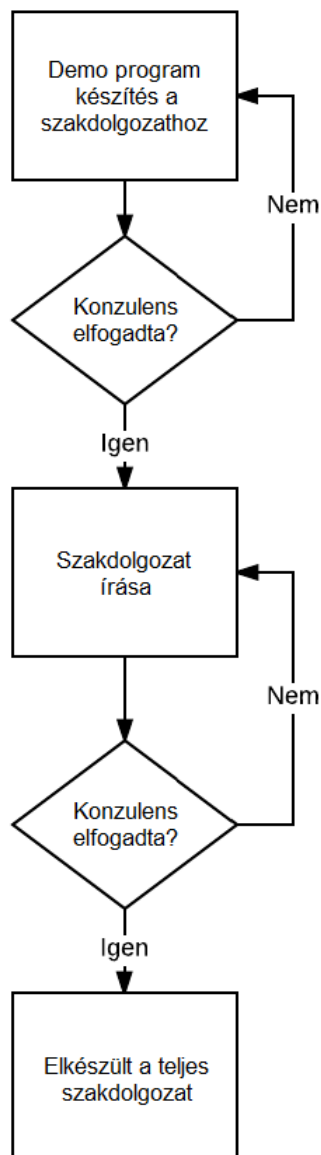 Demo program
készítés a
szakdolgozathoz
Nem
Konzulens
elfogadta?
Igen
Szakdolgozat
írása
Nem
Konzulens
elfogadta?
Igen
Elkészült a teljes
szakdolgozat